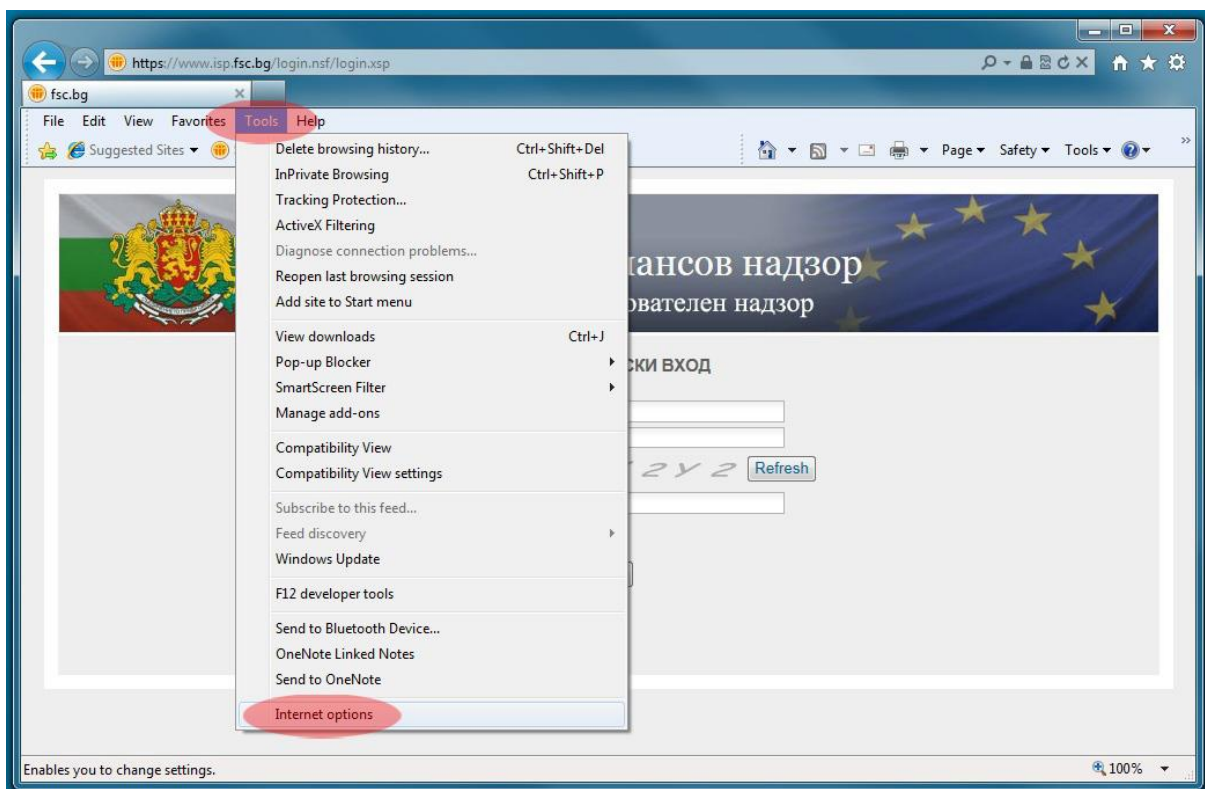 https://www.isp.fsc.bg/login.nsf/login.xsp
fsc.bg
File Edit View Favorites Tools Help
Suggested Sites
Page Safety Tools
Delete browsing history... Ctrl+Shift+Del
InPrivate Browsing Ctrl+Shift+P
Tracking Protection...
ActiveX Filtering
Diagnose connection problems...
Reopen last browsing session
Add site to Start menu
View downloads Ctrl+J
Pop-up Blocker
SmartScreen Filter
Manage add-ons
Compatibility View
Compatibility View settings
Subscribe to this feed...
Feed discovery
Windows Update
F12 developer tools
Send to Bluetooth Device...
OneNote Linked Notes
Send to OneNote
Internet options
нансов надзор
ователен надзор
ски вход
2 Y 2 Refresh
Enables you to change settings.
100%